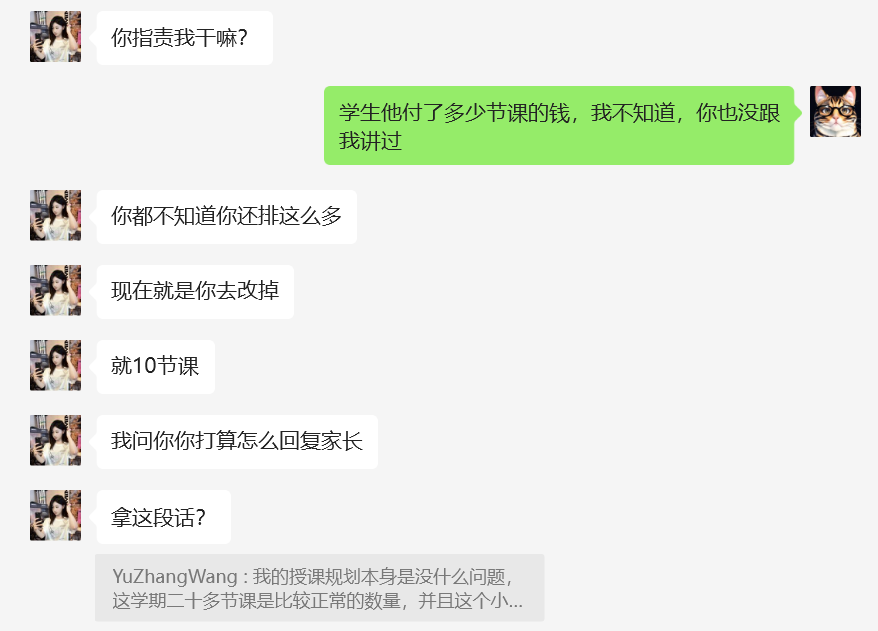 你指责我干嘛？
学生他付了多少节课的钱，我不知道，你也没跟
我讲过
你都不知道你还排这么多
现在就是你去改掉
就10节课
我问你你打算怎么回复家长
拿这段话？
YuZhangWang : 我的授课规划本身是没什么问题，
这学期二十多节课是比较正常的数量，并且这个小...